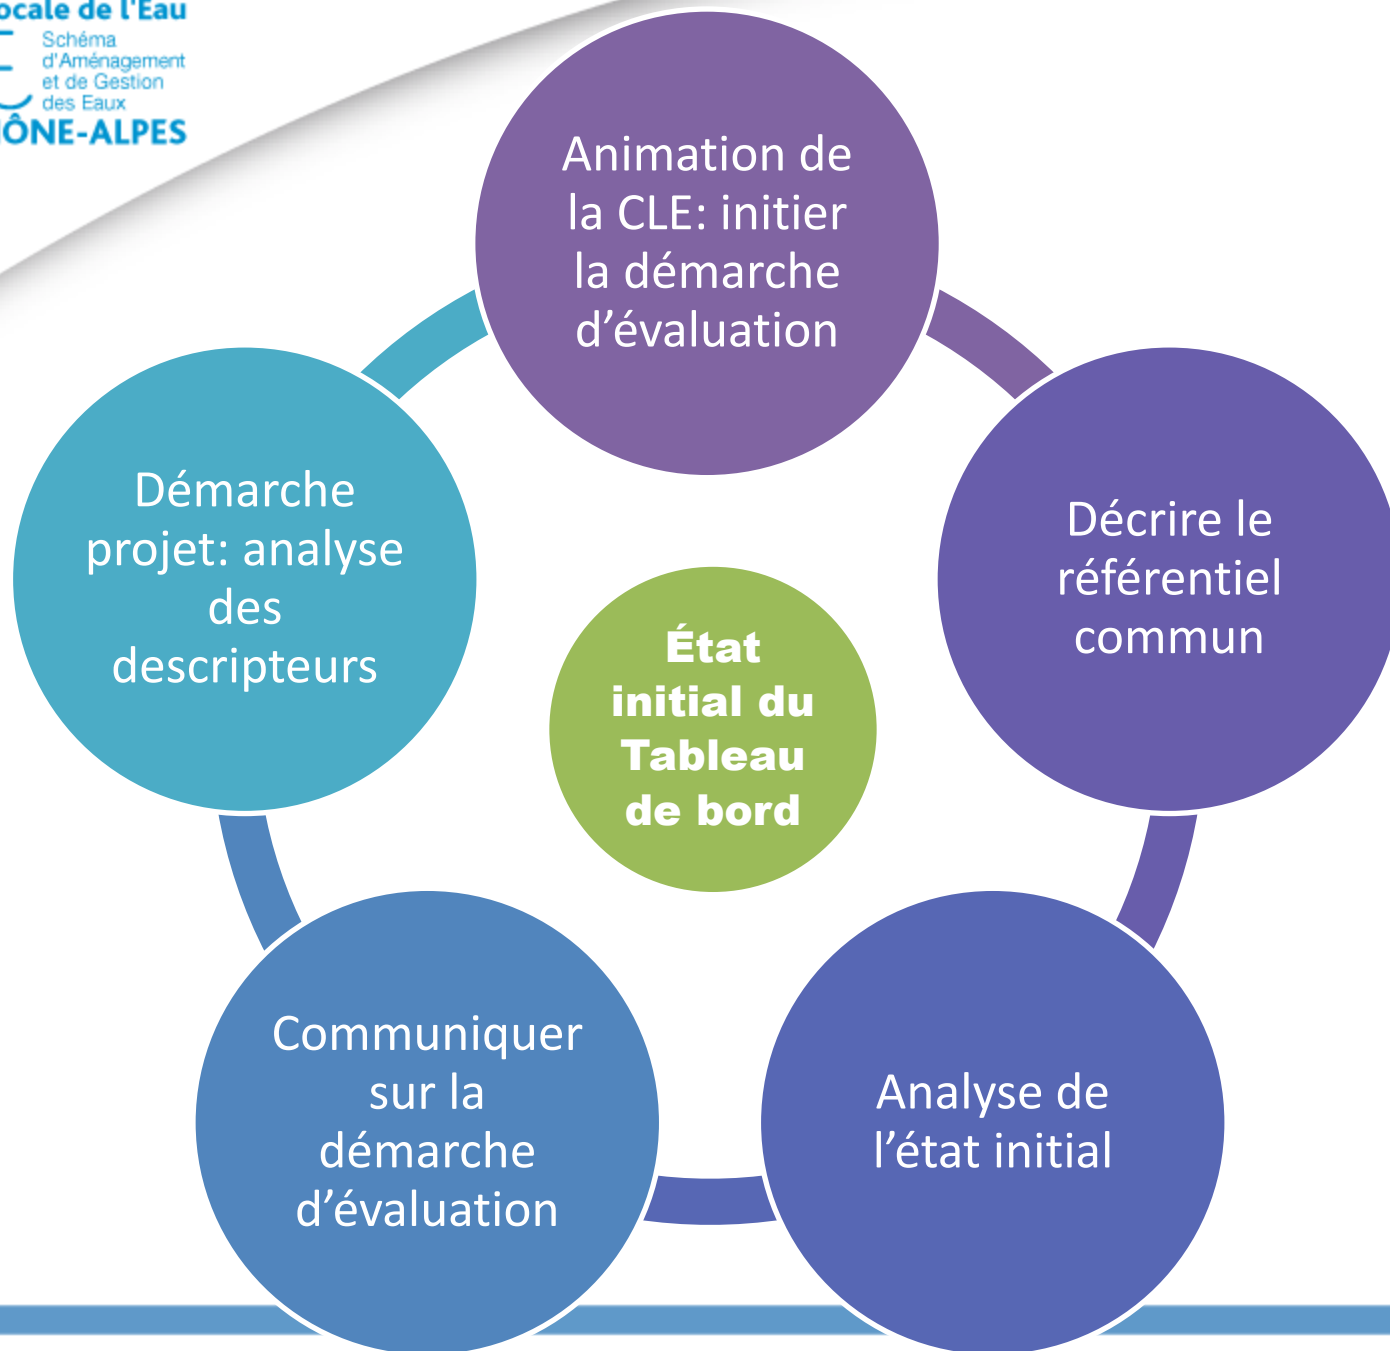 ocale de l'Eau
Schéma
d'Aménagement
et de Gestion
des Eaux
ÔNE-ALPES
Animation de
la CLE: initier
la démarche
d’évaluation
Décrire le
référentiel
commun
Analyse de
l’état initial
Communiquer
sur la
démarche
d’évaluation
Démarche
projet: analyse
des
descripteurs
État
initial du
Tableau
de bord